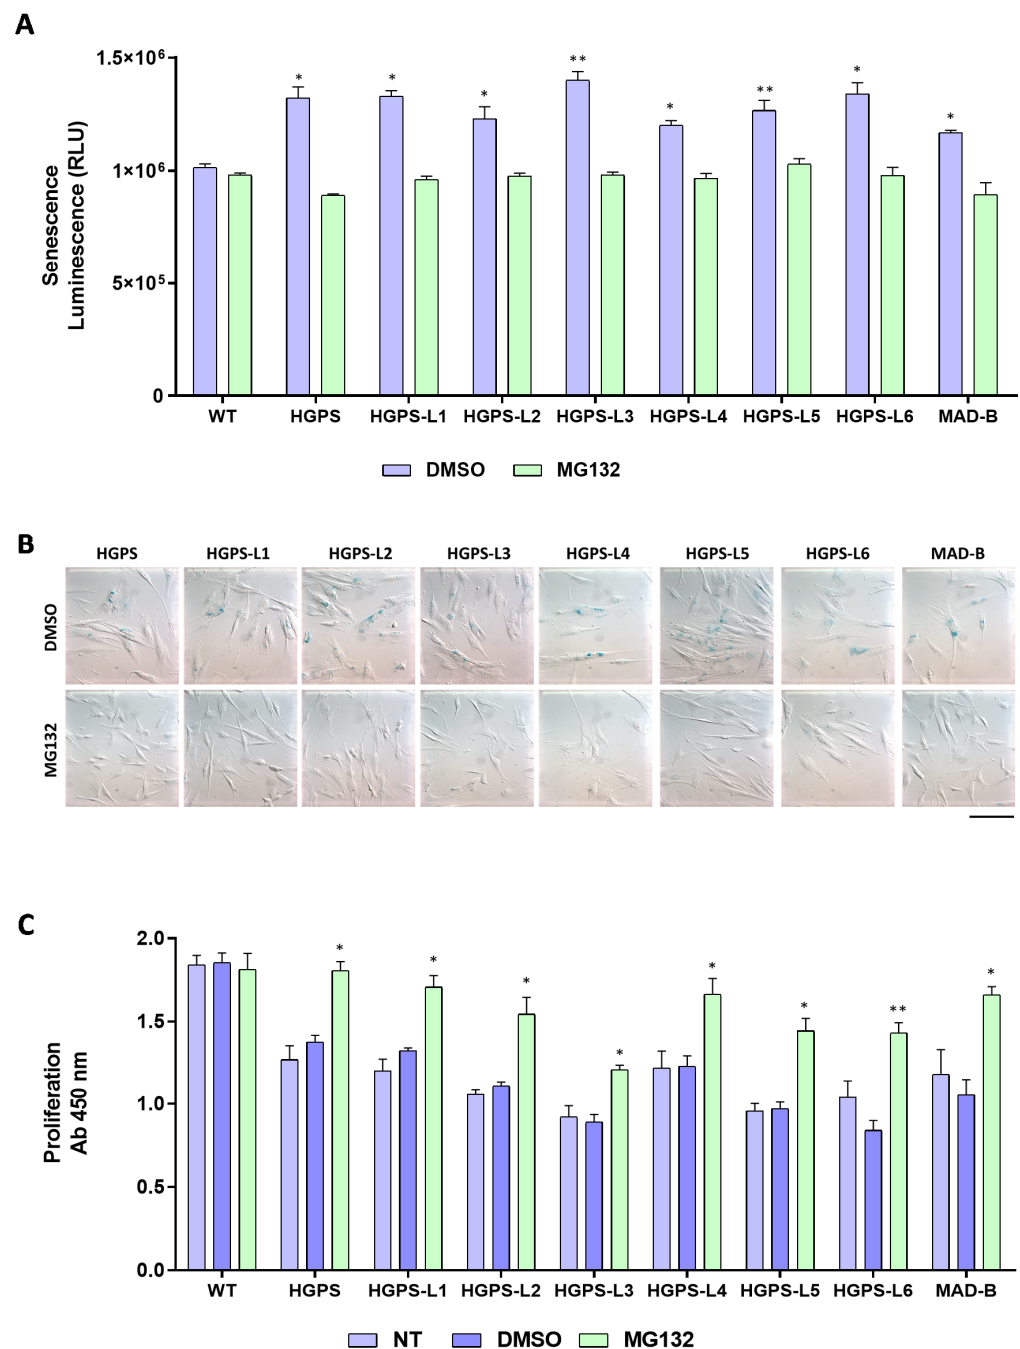 A
1.5×10⁶
1×10⁶
5×10⁵
0
Senescence
Luminescence (RLU)
* * * ** * ** * *
WT HGPS HGPS-L1 HGPS-L2 HGPS-L3 HGPS-L4 HGPS-L5 HGPS-L6 MAD-B
DMSO MG132
B
HGPS HGPS-L1 HGPS-L2 HGPS-L3 HGPS-L4 HGPS-L5 HGPS-L6 MAD-B
DMSO
MG132
C
2.0
1.5
1.0
0.5
0.0
Proliferation
Ab 450 nm
* * * * * * ** *
WT HGPS HGPS-L1 HGPS-L2 HGPS-L3 HGPS-L4 HGPS-L5 HGPS-L6 MAD-B
NT DMSO MG132